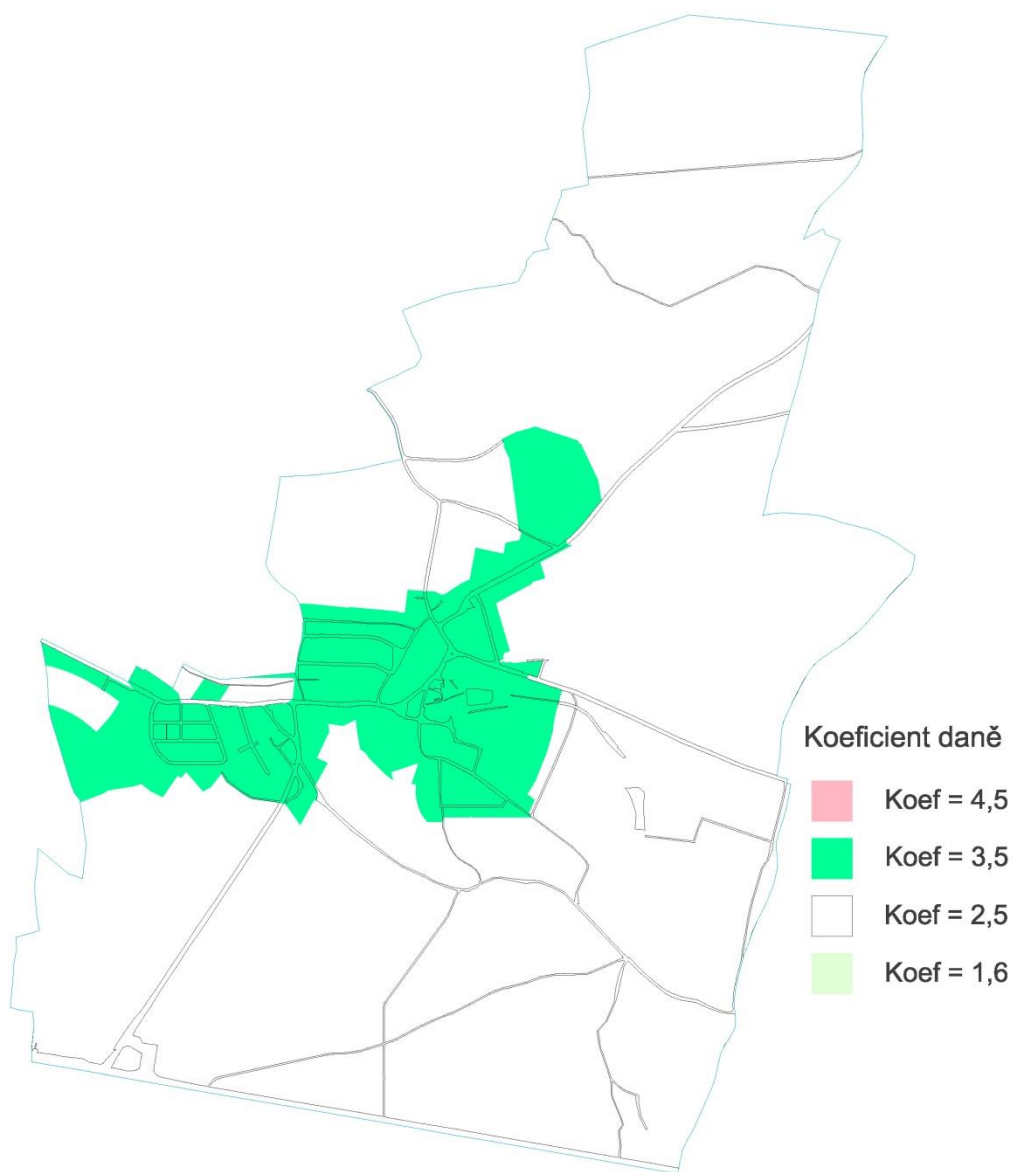 Koeficient daně
Koef = 4,5
Koef = 3,5
Koef = 2,5
Koef = 1,6